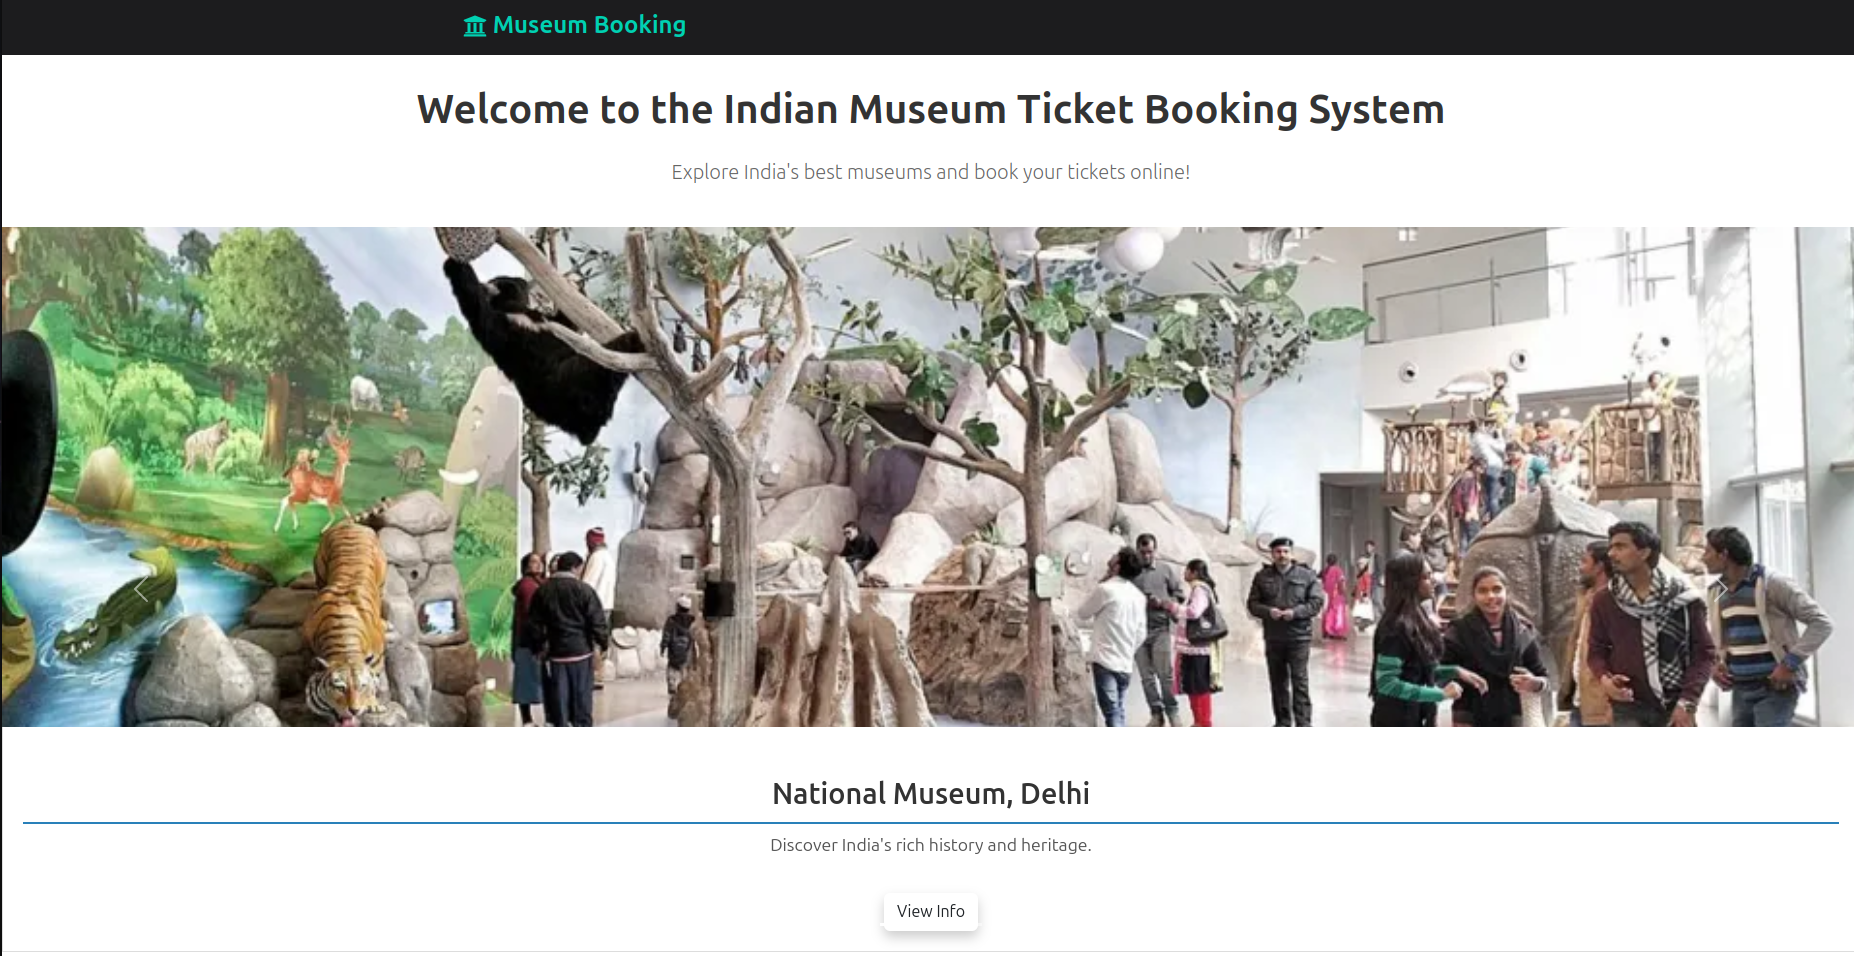 Museum Booking
Welcome to the Indian Museum Ticket Booking System
Explore India's best museums and book your tickets online!
National Museum, Delhi
Discover India's rich history and heritage.
View Info